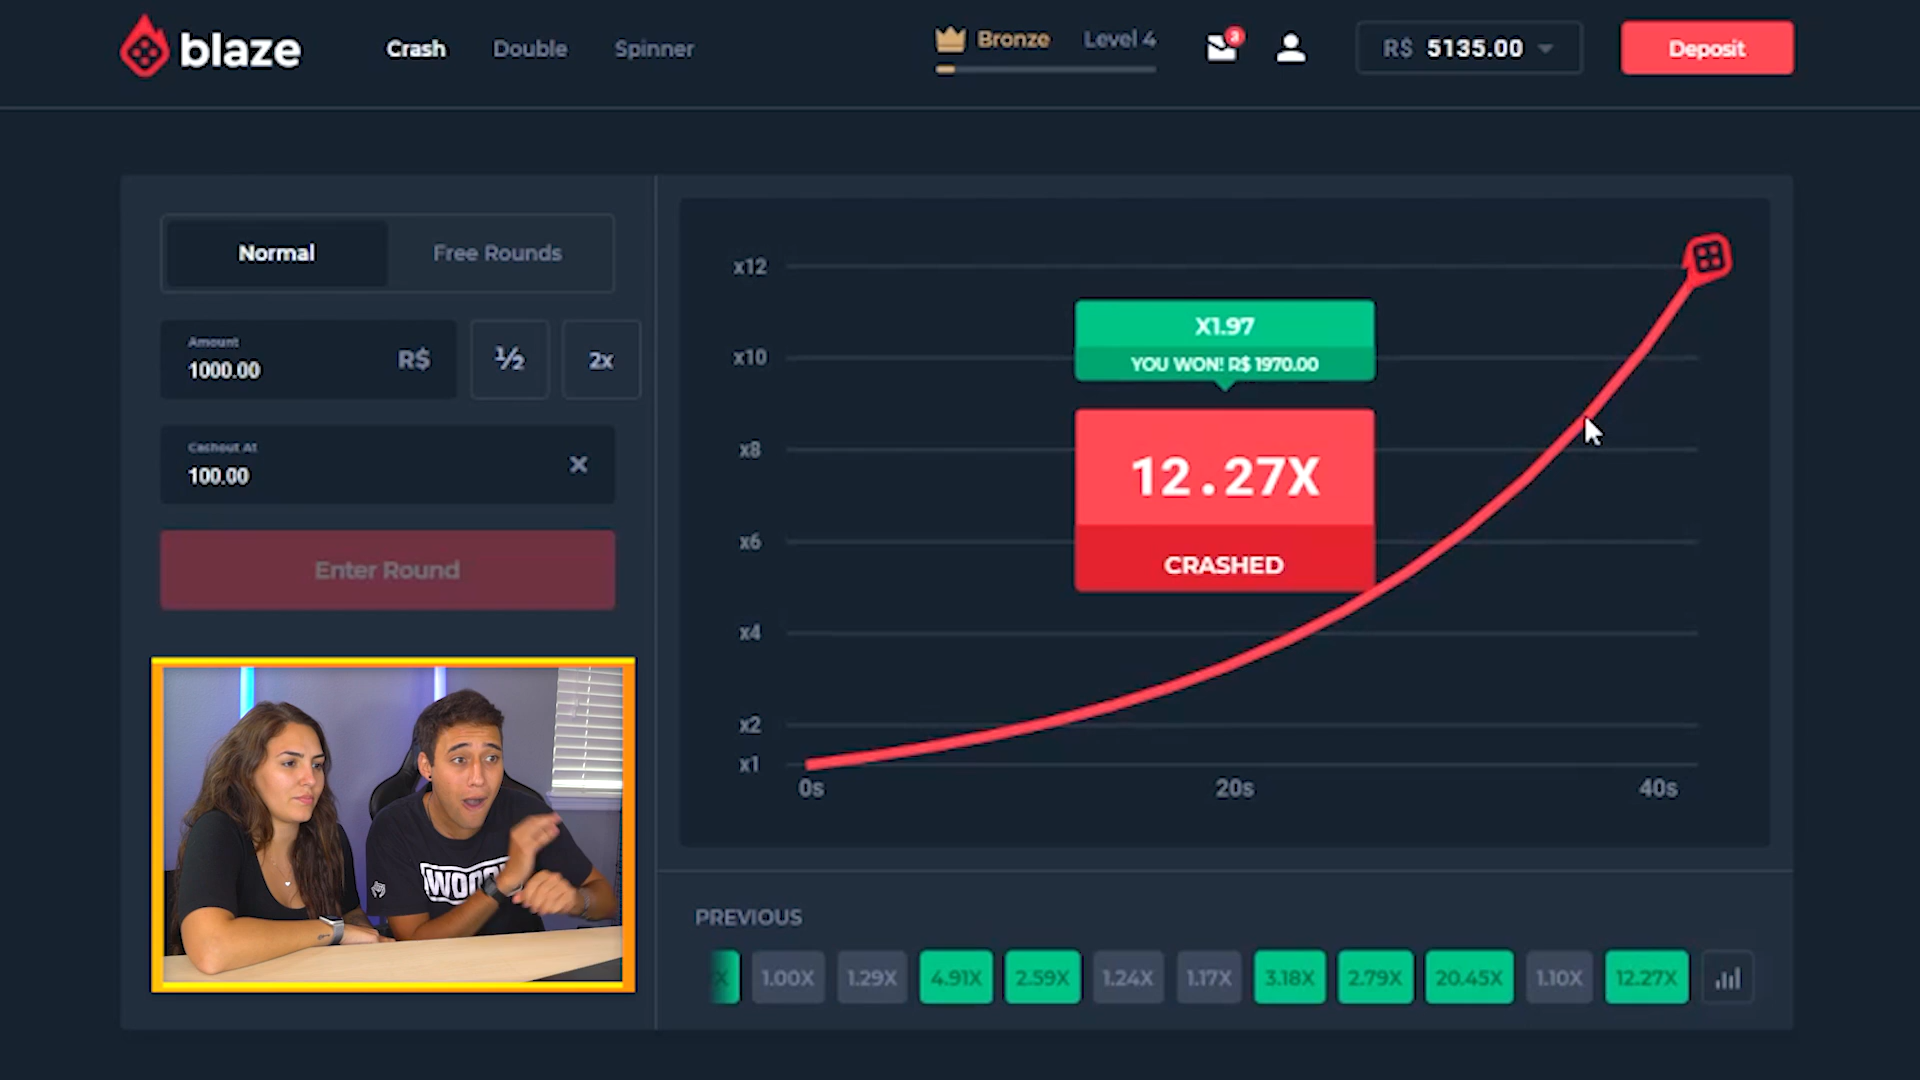 blaze
Crash Double Spinner
Bronze Level 4
3
R$ 5135.00
Deposit
Normal
Free Rounds
Amount
1000.00
R$
½
2x
Cashout At
100.00
Enter Round
x12
x10
x8
x6
x4
x2
x1
0s 20s 40s
X1.97
YOU WON! R$ 1970.00
12.27X
CRASHED
PREVIOUS
X 1.00X 1.29X 4.91X 2.59X 1.24X 1.17X 3.18X 2.79X 20.45X 1.10X 12.27X